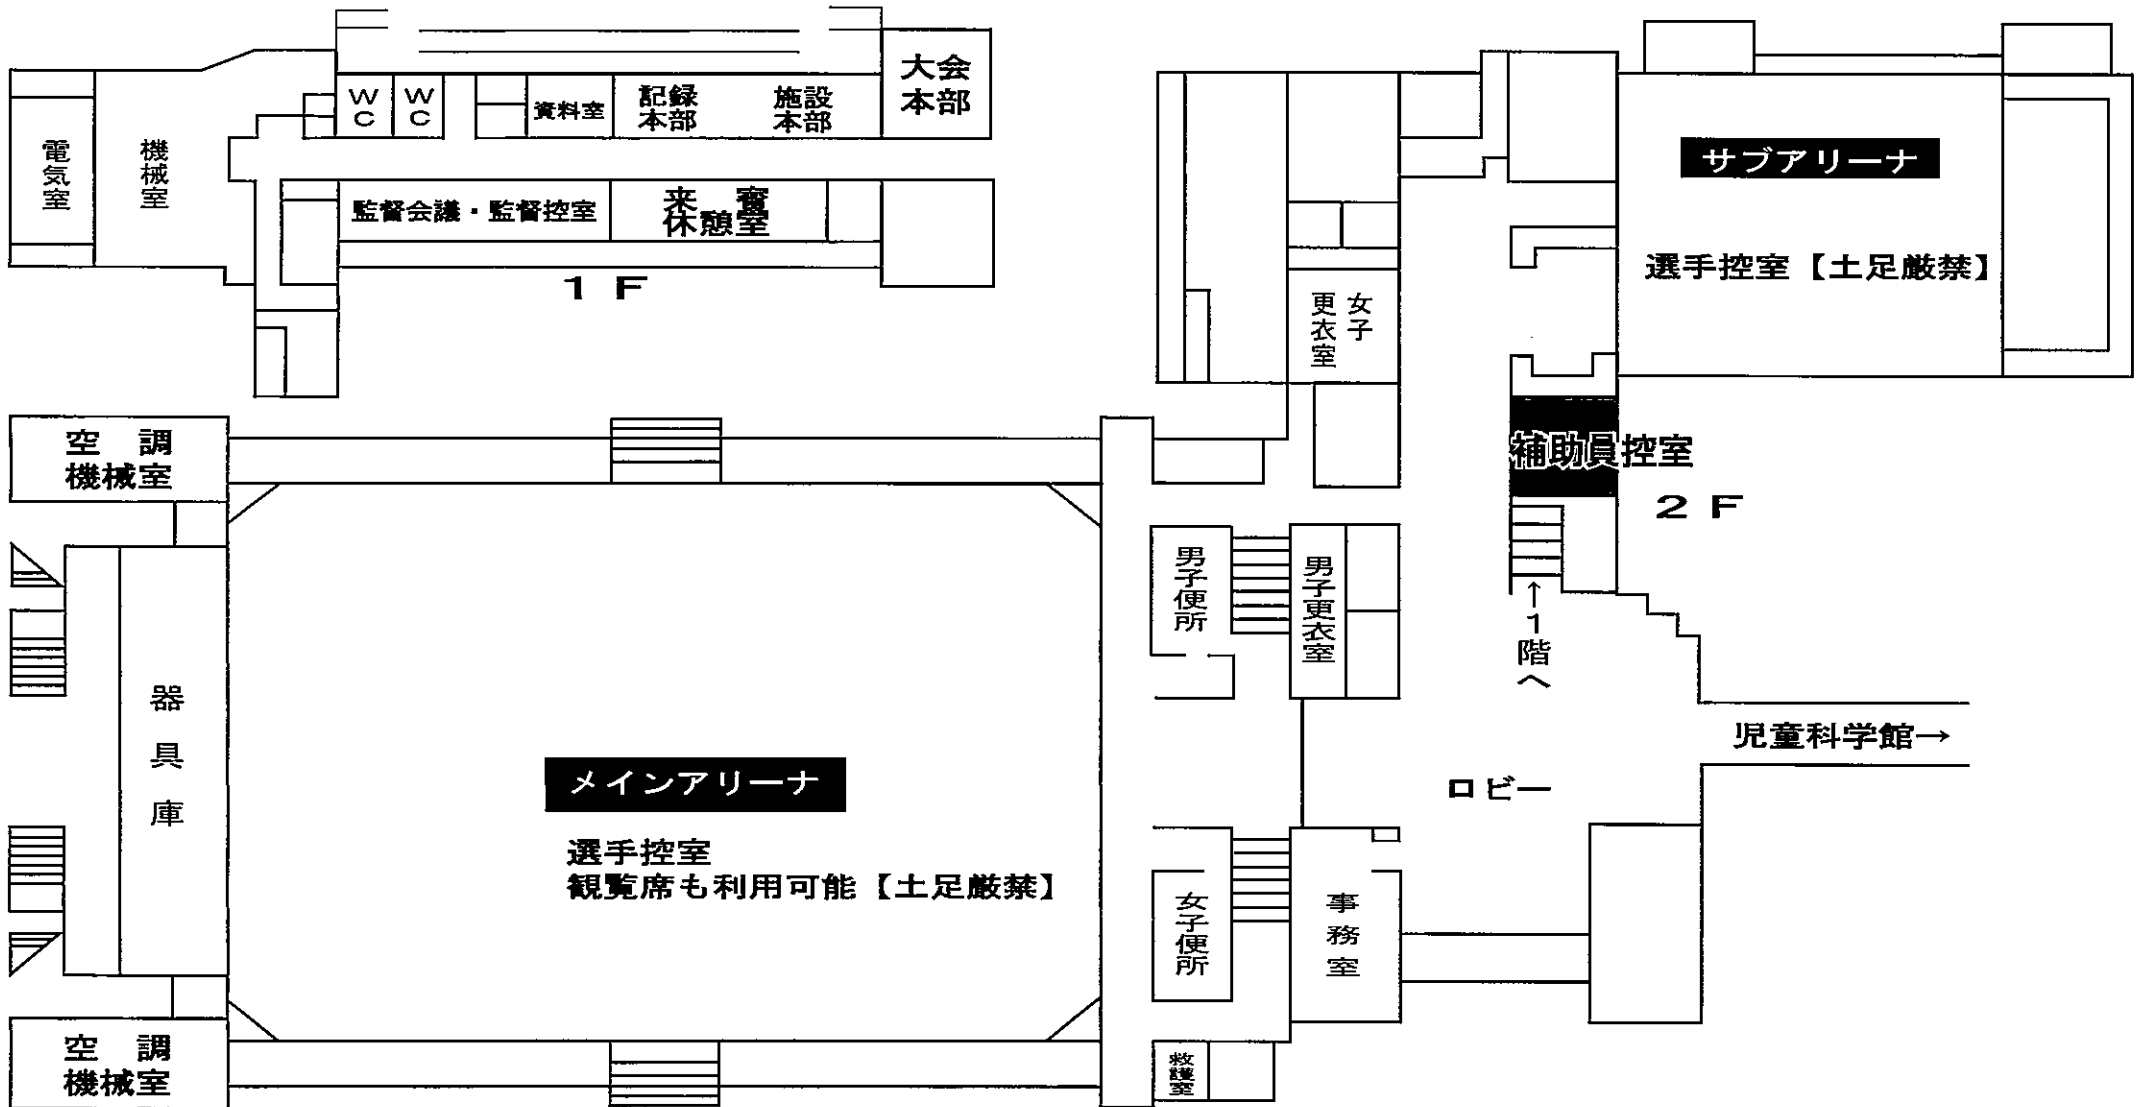 大会
本部
WC
WC
資料室
記録
本部
施設
本部
電気室
機械室
監督会議・監督控室
来賓
休憩室
1F
サブアリーナ
選手控室【土足厳禁】
女子
更衣室
補助員控室
2F
空調
機械室
男子便所
男子更衣室
↑1階へ
器具庫
児童科学館→
ロビー
メインアリーナ
選手控室
観覧席も利用可能【土足厳禁】
女子便所
事務室
空調
機械室
救護室